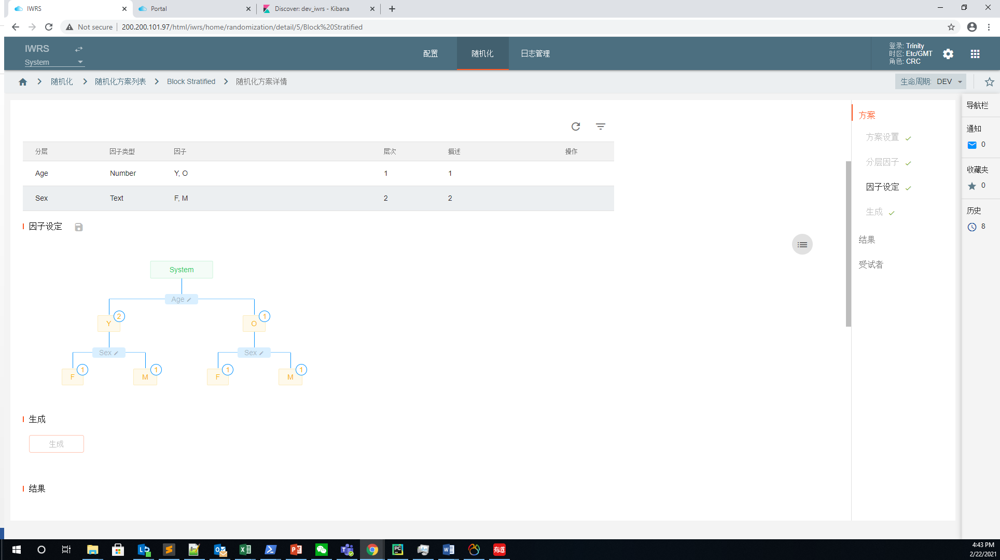 IWRS
Portal
Discover: dev_iwrs - Kibana
Not secure
200.200.101.97/html/iwrs/home/randomization/detail/5/Block%20Stratified
IWRS
System
配置
随机化
日志管理
登录: Trinity
时区: Etc/GMT
角色: CRC
随机化
随机化方案列表
Block Stratified
随机化方案详情
生命周期: DEV
分层 因子类型 因子 层次 描述 操作
Age Number Y, O 1 1
Sex Text F, M 2 2
因子设定
System
Age
Y 2
O 1
Sex
Sex
F 1
M 1
F 1
M 1
生成
生成
结果
方案
方案设置
分层因子
因子设定
生成
结果
受试者
导航栏
通知
0
收藏夹
0
历史
8
有道
4:43 PM
2/22/2021